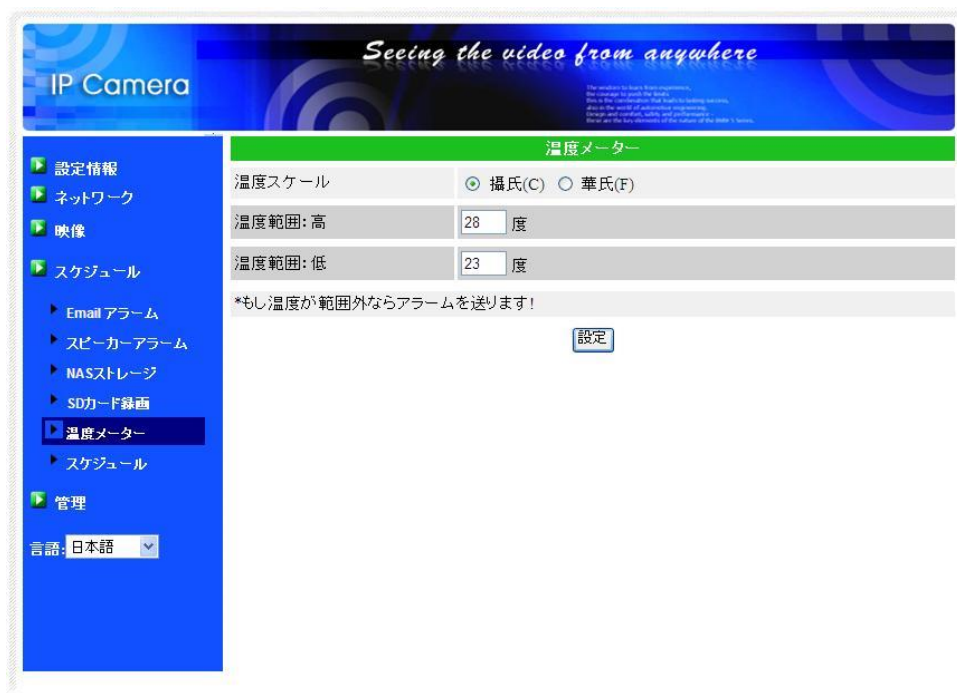 IP Camera
Seeing the video from anywhere
設定情報
ネットワーク
映像
スケジュール
Email アラーム
スピーカーアラーム
NASストレージ
SDカード録画
温度メーター
スケジュール
管理
言語: 日本語
温度メーター
温度スケール 攝氏(C) 華氏(F)
温度範囲: 高 28 度
温度範囲: 低 23 度
*もし温度が範囲外ならアラームを送ります!
設定